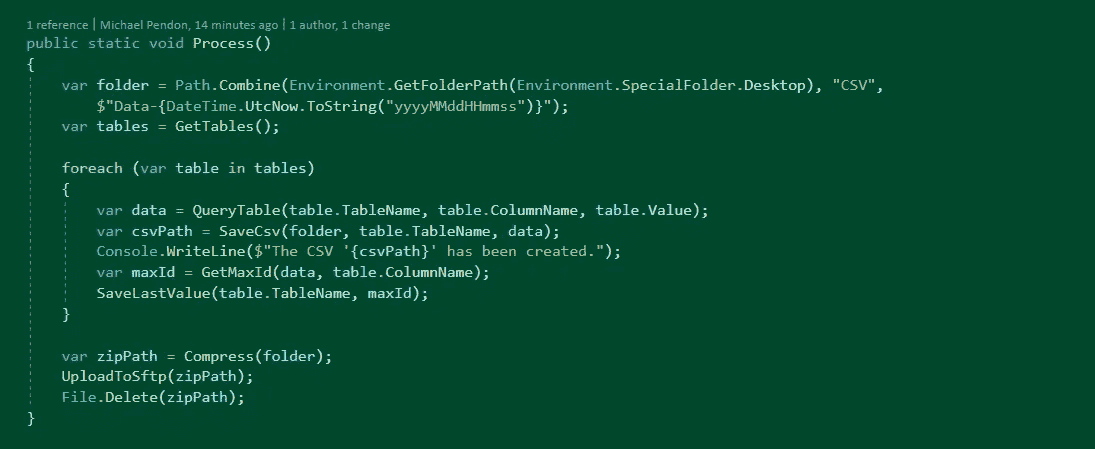 1 reference | Michael Pendon, 14 minutes ago | 1 author, 1 change
public static void Process()
{
    var folder = Path.Combine(Environment.GetFolderPath(Environment.SpecialFolder.Desktop), "CSV",
        $"Data-{DateTime.UtcNow.ToString("yyyyMMddHHmmss")}");
    var tables = GetTables();

    foreach (var table in tables)
    {
        var data = QueryTable(table.TableName, table.ColumnName, table.Value);
        var csvPath = SaveCsv(folder, table.TableName, data);
        Console.WriteLine($"The CSV '{csvPath}' has been created.");
        var maxId = GetMaxId(data, table.ColumnName);
        SaveLastValue(table.TableName, maxId);
    }

    var zipPath = Compress(folder);
    UploadToSftp(zipPath);
    File.Delete(zipPath);
}